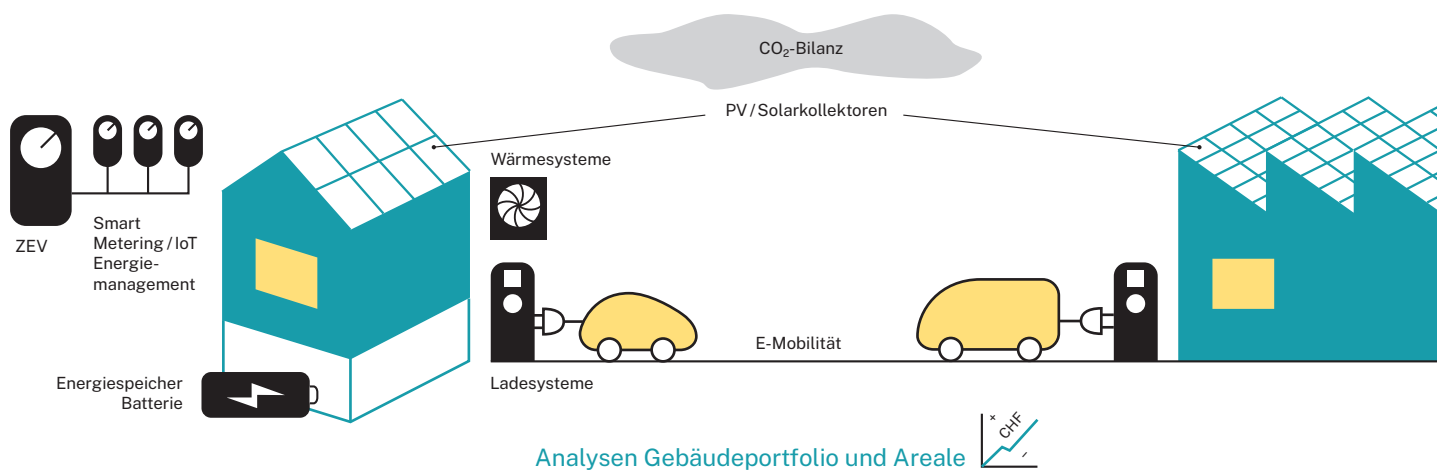 CO₂-Bilanz
PV / Solarkollektoren
Wärmesysteme
ZEV
Smart
Metering / IoT
Energie-
management
E-Mobilität
Energiespeicher
Batterie
Ladesysteme
Analysen Gebäudeportfolio und Areale
+
CHF
–